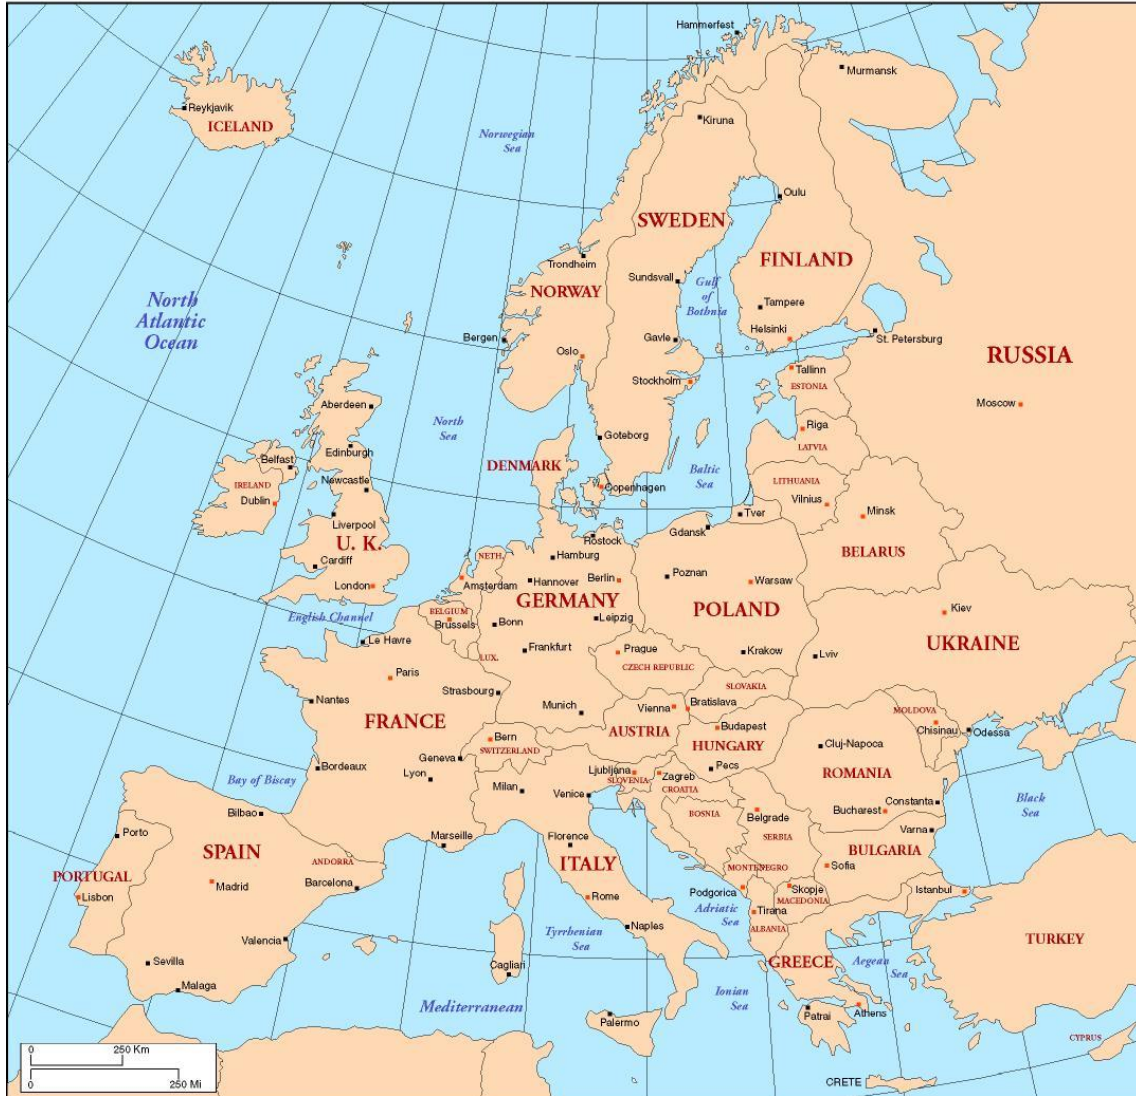 Hammerfest
Murmansk
Reykjavik
ICELAND
Kiruna
Norwegian
Sea
Oulu
SWEDEN
FINLAND
Trondheim
NORWAY
Sundsvall
Gulf
of
Bothnia
North
Atlantic
Ocean
Tampere
Helsinki
Bergen
Gavle
St. Petersburg
Oslo
RUSSIA
Stockholm
Tallinn
ESTONIA
Moscow
Aberdeen
North
Sea
Riga
LATVIA
Goteborg
Edinburgh
Belfast
DENMARK
Baltic
Sea
Newcastle
IRELAND
Dublin
Copenhagen
LITHUANIA
Vilnius
Liverpool
U. K.
Tver
Minsk
Gdansk
Rostock
BELARUS
Cardiff
NETH.
Hamburg
London
Amsterdam
Hannover
Berlin
GERMANY
Poznan
Warsaw
POLAND
Kiev
English Channel
BELGIUM
Brussels
Bonn
Leipzig
UKRAINE
Le Havre
LUX.
Frankfurt
Prague
CZECH REPUBLIC
Krakow
Lviv
Paris
Strasbourg
SLOVAKIA
Nantes
Munich
Vienna
Bratislava
MOLDOVA
FRANCE
AUSTRIA
Budapest
Chisinau
Odessa
Bern
SWITZERLAND
HUNGARY
Cluj-Napoca
Geneva
Bordeaux
Lyon
Ljubljana
SLOVENIA
Zagreb
CROATIA
Pecs
ROMANIA
Bay of Biscay
Milan
Venice
Bilbao
BOSNIA
Belgrade
SERBIA
Bucharest
Constanta
Black
Sea
Porto
Marseille
Florence
Varna
SPAIN
ANDORRA
ITALY
MONTENEGRO
BULGARIA
Sofia
PORTUGAL
Madrid
Barcelona
Lisbon
Rome
Podgorica
Skopje
MACEDONIA
Istanbul
Adriatic
Sea
Tirana
ALBANIA
Valencia
Tyrrhenian
Sea
Naples
TURKEY
Sevilla
Cagliari
GREECE
Aegean
Sea
Malaga
Mediterranean
Ionian
Sea
Palermo
Patrai
Athens
CYPRUS
CRETE
0 250 Km
0 250 Mi